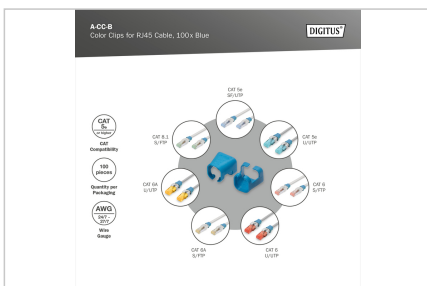 A-CC-B
Color Clips for RJ45 Cable, 100x Blue
DIGITUS®
CAT
5e
or higher
CAT
Compatibility
100
pieces
Quantity per
Packaging
AWG
24/7 -
27/7
Wire
Gauge
CAT 5e
SF/UTP
CAT 8.1
S/FTP
CAT 5e
U/UTP
CAT 6A
U/UTP
CAT 6
S/FTP
CAT 6A
S/FTP
CAT 6
U/UTP